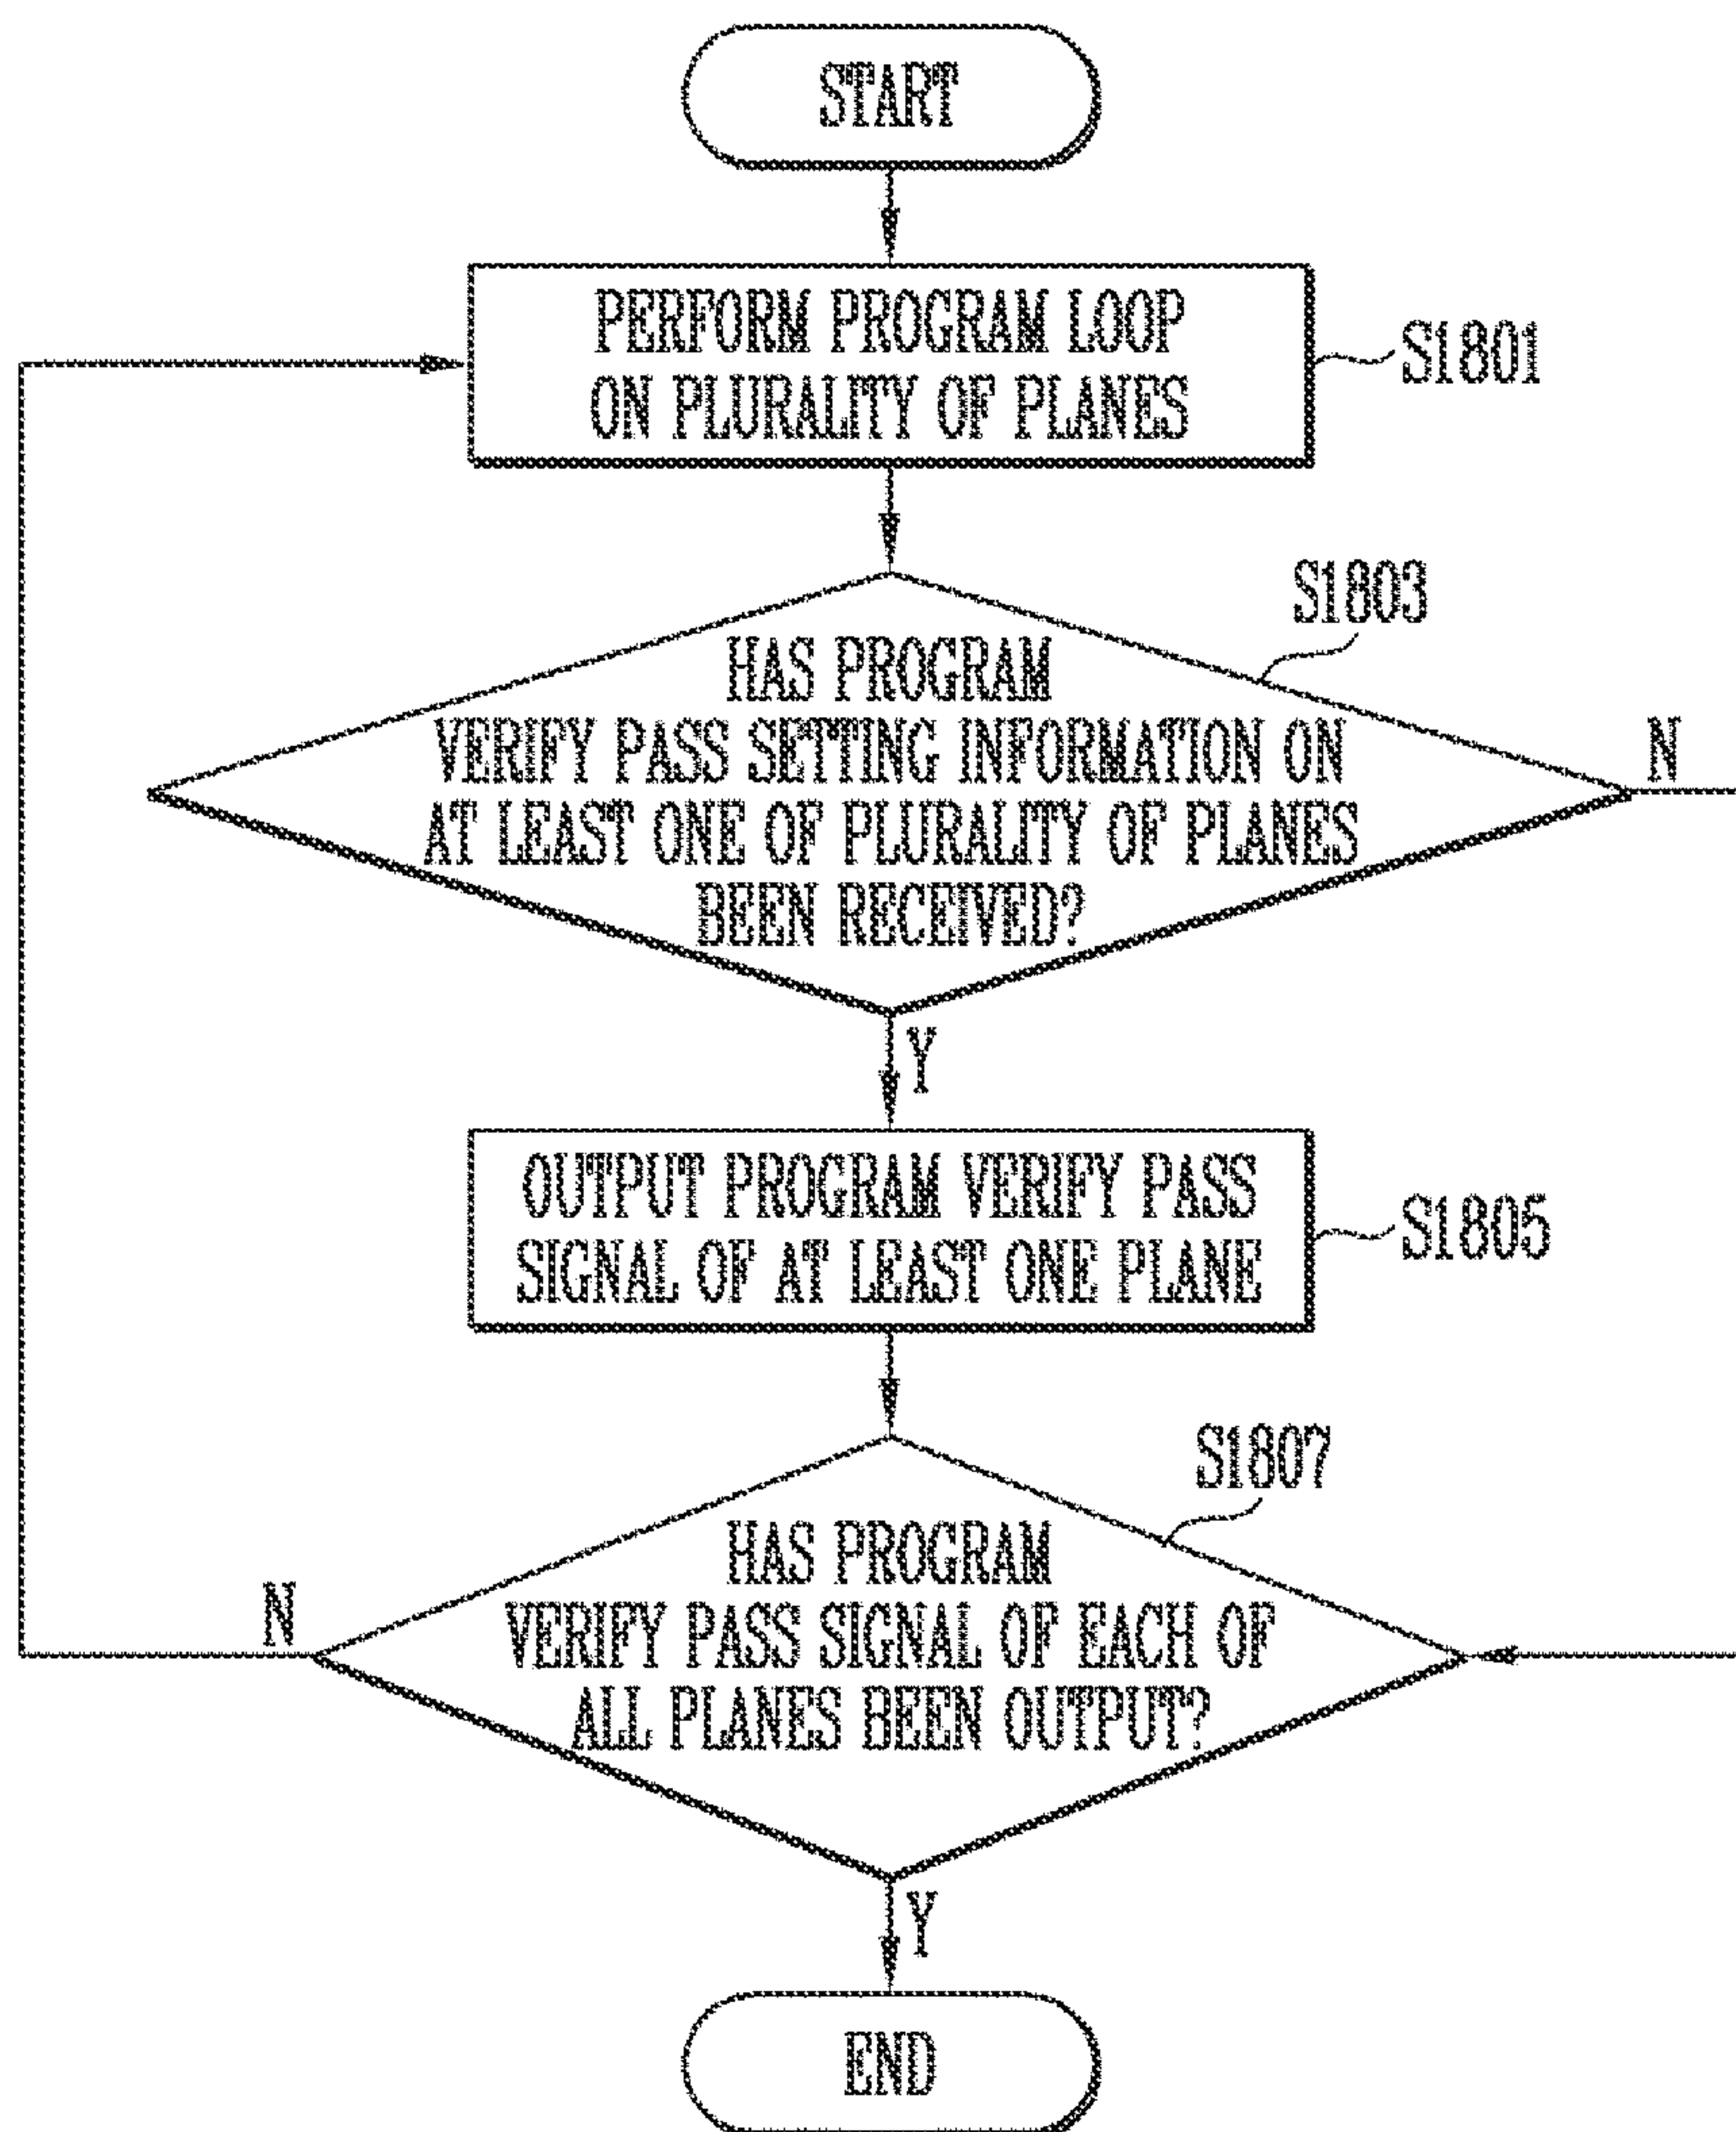 START
PERFORM PROGRAM LOOP
ON PLURALITY OF PLANES
S1801
S1803
HAS PROGRAM
VERIFY PASS SETTING INFORMATION ON
AT LEAST ONE OF PLURALITY OF PLANES
BEEN RECEIVED?
N
Y
OUTPUT PROGRAM VERIFY PASS
SIGNAL OF AT LEAST ONE PLANE
S1805
S1807
HAS PROGRAM
VERIFY PASS SIGNAL OF EACH OF
ALL PLANES BEEN OUTPUT?
N
Y
END